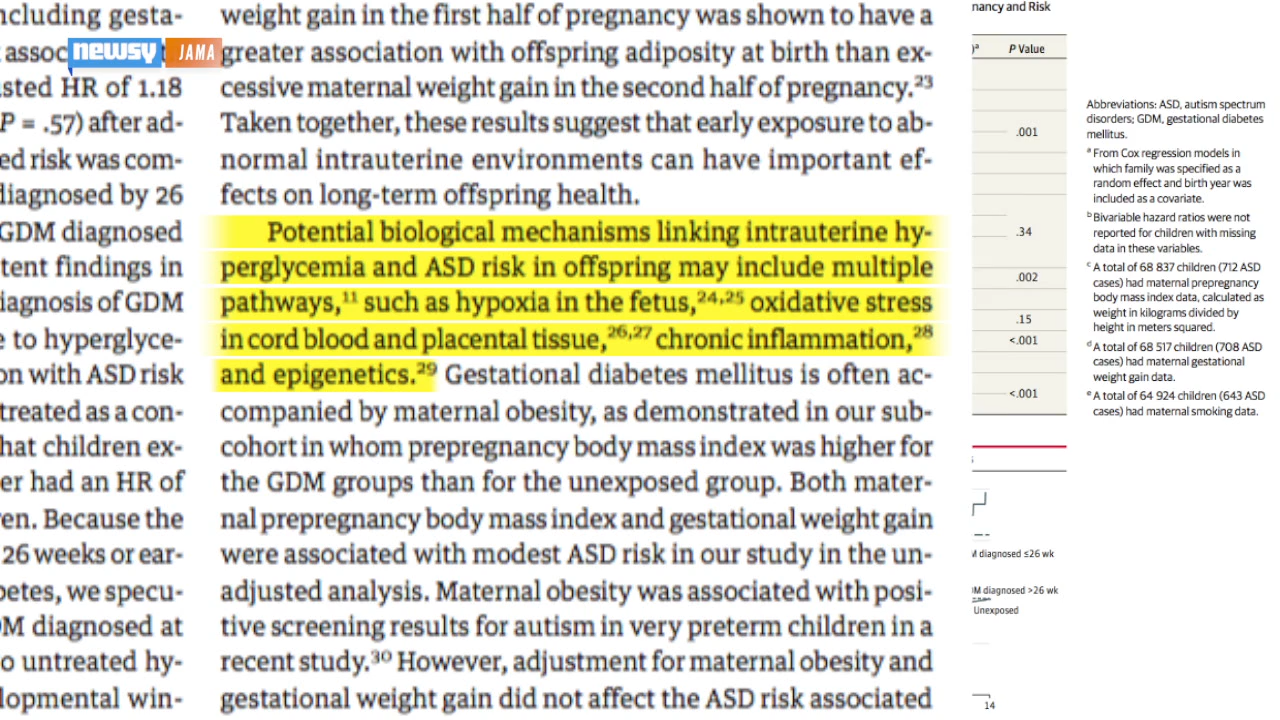 ncluding gesta-
assoc
sted HR of 1.18
P = .57) after ad-
ed risk was com-
diagnosed by 26
GDM diagnosed
tent findings in
iagnosis of GDM
e to hyperglyce-
on with ASD risk
treated as a con-
hat children ex-
er had an HR of
en. Because the
26 weeks or ear-
betes, we specu-
DM diagnosed at
o untreated hy-
lopmental win-
newsy JAMA
weight gain in the first half of pregnancy was shown to have a
greater association with offspring adiposity at birth than ex-
cessive maternal weight gain in the second half of pregnancy.²³
Taken together, these results suggest that early exposure to ab-
normal intrauterine environments can have important ef-
fects on long-term offspring health.
Potential biological mechanisms linking intrauterine hy-
perglycemia and ASD risk in offspring may include multiple
pathways,¹¹ such as hypoxia in the fetus,²⁴,²⁵ oxidative stress
in cord blood and placental tissue,²⁶,²⁷ chronic inflammation,²⁸
and epigenetics.²⁹ Gestational diabetes mellitus is often ac-
companied by maternal obesity, as demonstrated in our sub-
cohort in whom prepregnancy body mass index was higher for
the GDM groups than for the unexposed group. Both mater-
nal prepregnancy body mass index and gestational weight gain
were associated with modest ASD risk in our study in the un-
adjusted analysis. Maternal obesity was associated with posi-
tive screening results for autism in very preterm children in a
recent study.³⁰ However, adjustment for maternal obesity and
gestational weight gain did not affect the ASD risk associated
nancy and Risk
)ᵃ P Value
.001
.34
.002
.15
<.001
<.001
M diagnosed ≤26 wk
M diagnosed >26 wk
Unexposed
14
Abbreviations: ASD, autism spectrum
disorders; GDM, gestational diabetes
mellitus.
ᵃ From Cox regression models in
which family was specified as a
random effect and birth year was
included as a covariate.
ᵇ Bivariable hazard ratios were not
reported for children with missing
data in these variables.
ᶜ A total of 68 837 children (712 ASD
cases) had maternal prepregnancy
body mass index data, calculated as
weight in kilograms divided by
height in meters squared.
ᵈ A total of 68 517 children (708 ASD
cases) had maternal gestational
weight gain data.
ᵉ A total of 64 924 children (643 ASD
cases) had maternal smoking data.